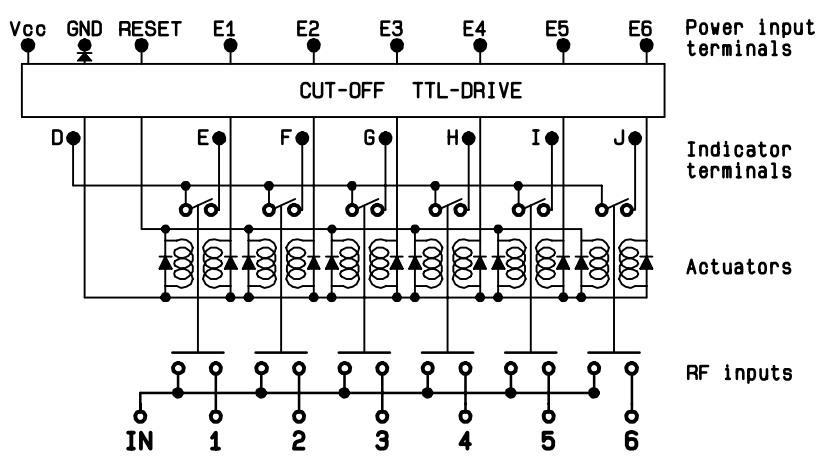 Vcc GND RESET E1 E2 E3 E4 E5 E6 Power input
terminals
CUT-OFF TTL-DRIVE
D E F G H I J
Indicator
terminals
Actuators
RF inputs
IN 1 2 3 4 5 6